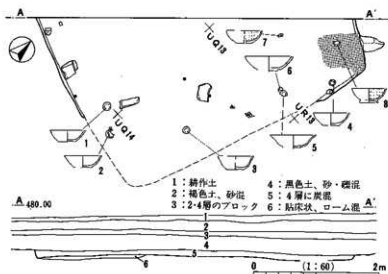 A
A′
UQ13
7
6
8
UR13
UQ14
1
2
3
5
4
1：耕作土
2：褐色土、砂混
3：2・4層のブロック
4：黒色土、砂・礫混
5：4層に炭混
6：貼床状、ローム混
A 480.00
A′
1
2
3
4
5
6
0
(1:60)
2m